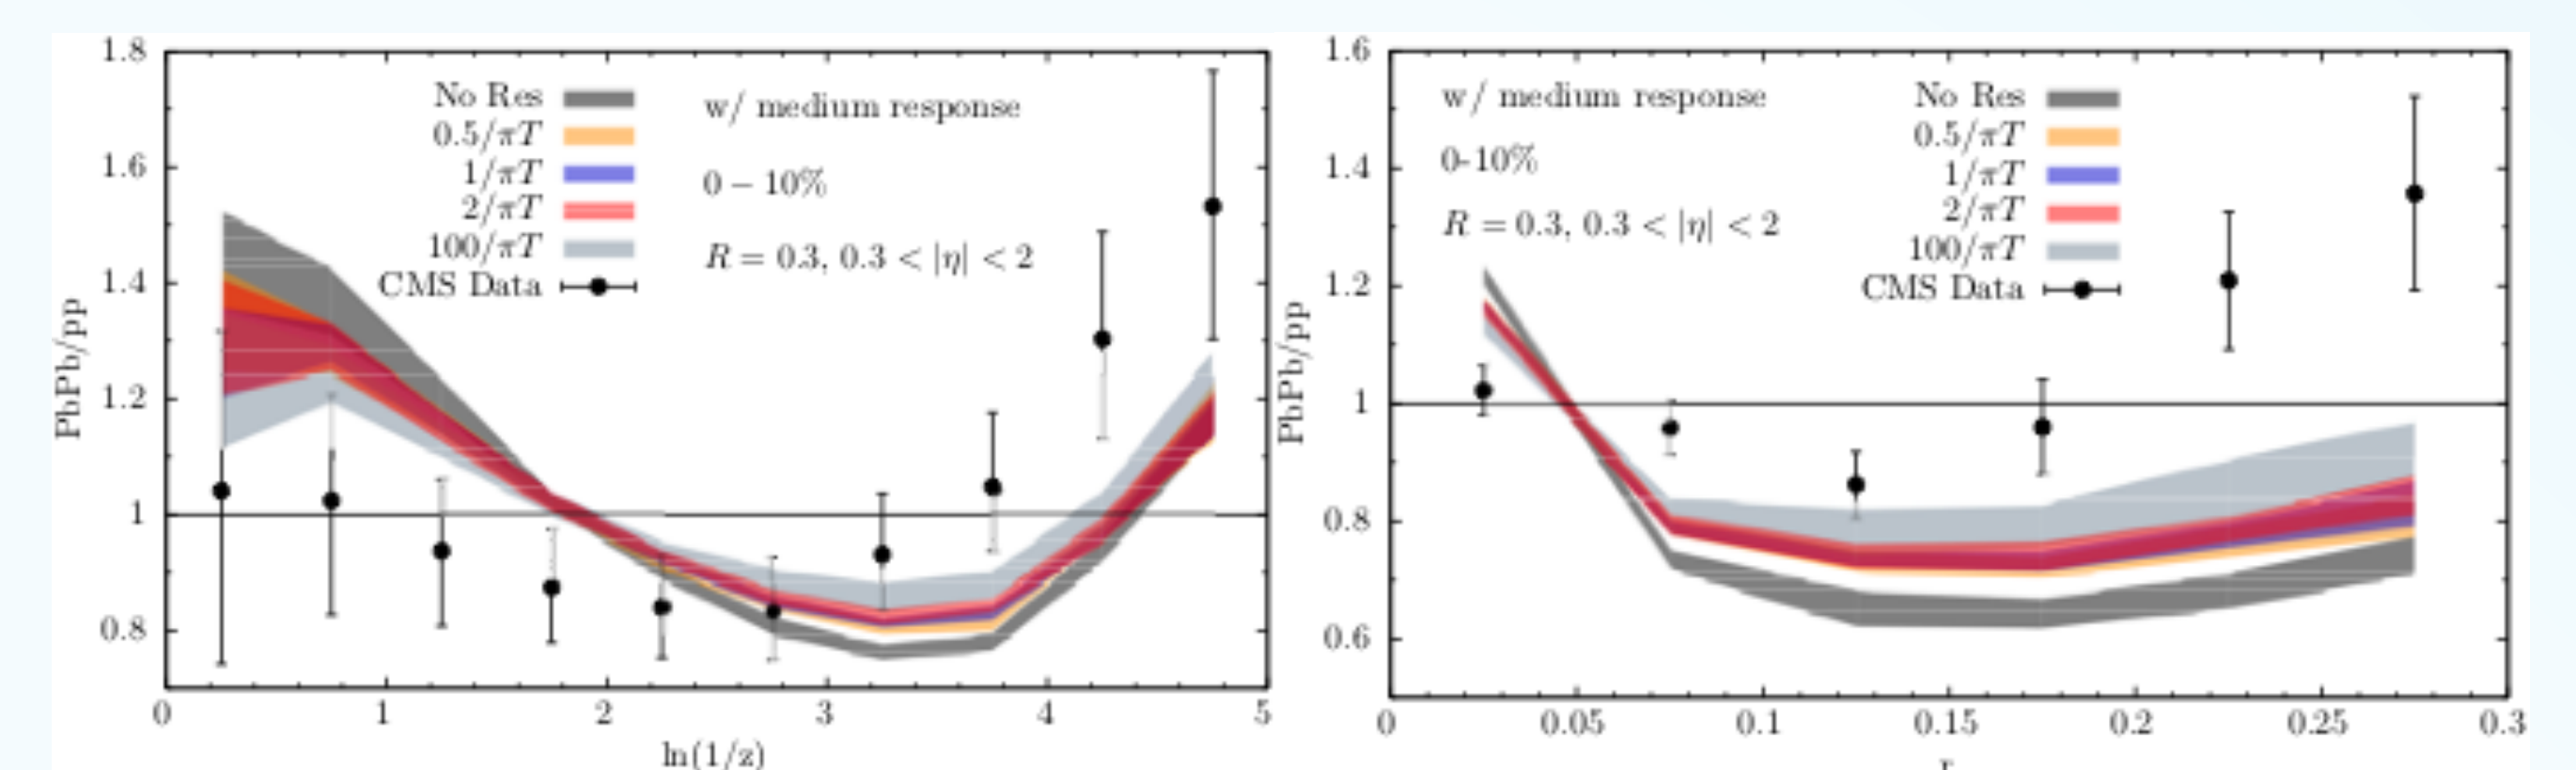 1.8
1.6
1.4
1.2
1
0.8
PbPb/pp
No Res
0.5/πT
1/πT
2/πT
100/πT
CMS Data
w/ medium response
0 – 10%
R = 0.3, 0.3 < |η| < 2
0 1 2 3 4 5
ln(1/z)
1.6
1.4
1.2
1
0.8
0.6
PbPb/pp
w/ medium response
0-10%
R = 0.3, 0.3 < |η| < 2
No Res
0.5/πT
1/πT
2/πT
100/πT
CMS Data
0 0.05 0.1 0.15 0.2 0.25 0.3
r